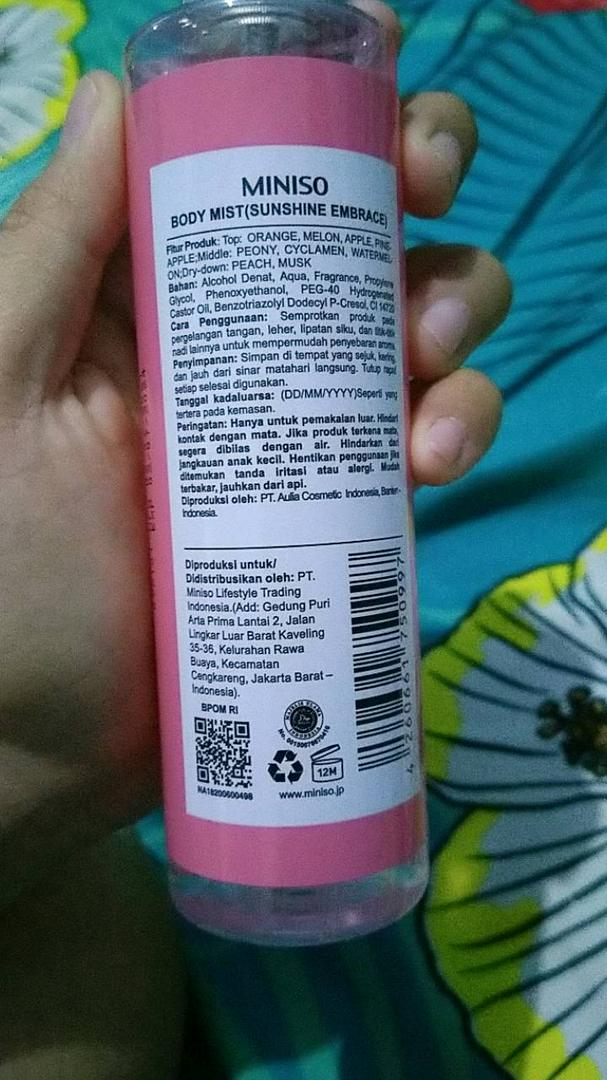 MINISO
BODY MIST(SUNSHINE EMBRACE)
Fitur Produk: Top: ORANGE, MELON, APPLE, PINE-
APPLE;Middle: PEONY, CYCLAMEN, WATERMEL-
ON;Dry-down: PEACH, MUSK
Bahan: Alcohol Denat, Aqua, Fragrance, Propylene
Glycol, Phenoxyethanol, PEG-40 Hydrogenated
Castor Oil, Benzotriazolyl Dodecyl P-Cresol, CI 14720
Cara Penggunaan: Semprotkan produk pada
pergelangan tangan, leher, lipatan siku, dan titik-titik
nadi lainnya untuk mempermudah penyebaran aroma.
Penyimpanan: Simpan di tempat yang sejuk, kering,
dan jauh dari sinar matahari langsung. Tutup rapat
setiap selesai digunakan.
Tanggal kadaluarsa: (DD/MM/YYYY)Seperti yang
tertera pada kemasan.
Peringatan: Hanya untuk pemakaian luar. Hindari
kontak dengan mata. Jika produk terkena mata,
segera dibilas dengan air. Hindarkan dari
jangkauan anak kecil. Hentikan penggunaan jika
ditemukan tanda iritasi atau alergi. Mudah
terbakar, jauhkan dari api.
Diproduksi oleh: PT. Aulia Cosmetic Indonesia, Banten-
Indonesia.
Diproduksi untuk/
Didistribusikan oleh: PT.
Miniso Lifestyle Trading
Indonesia.(Add: Gedung Puri
Arta Prima Lantai 2, Jalan
Lingkar Luar Barat Kaveling
35-36, Kelurahan Rawa
Buaya, Kecamatan
Cengkareng, Jakarta Barat–
Indonesia).
BPOM RI
NA18200600498
INDONESIA
12M
www.miniso.jp
4 260661 750997